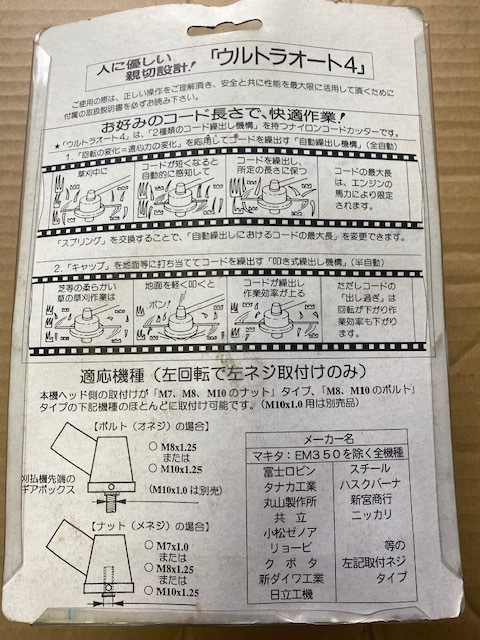 人に優しい
親切設計!
「ウルトラオート4」
ご使用の際は、正しい操作をご理解頂き、安全と共に性能を最大限に活用して頂くために
付属の取扱説明書を必ずお読み下さい。
お好みのコード長さで、快適作業!
★「ウルトラオート4」は、「2種類のコード繰出し機構」を持つナイロンコードカッターです。
1.「回転の変化=遠心力の変化」を応用してコードを繰出す「自動繰出し機構」(全自動)
草刈中に
コードが短くなると
自動的に感知して
コードを繰出し、
所定の長さに保つ
コードの最大長
は、エンジンの
馬力により限定
されます。
「スプリング」を交換することで、「自動繰出しにおけるコードの最大長」を変更できます。
2.「キャップ」を地面等に打ち当ててコードを繰出す「叩き式繰出し機構」(半自動)
芝等の柔らかい
草の草刈作業は
地面を軽く叩くと
ポン!
コードが繰出し
作業効率が上る
ただしコードの
「出し過ぎ」は
回転が下がり作
業効率も下がり
ます。
適応機種(左回転で左ネジ取付けのみ)
本機ヘッド側の取付けが「M7、M8、M10のナット」タイプ、「M8、M10のボルト」
タイプの下記機種のほとんどに取付け可能です。(M10x1.0用は別売品)
【ボルト(オネジ)の場合】
○ M8x1.25
または
○ M10x1.25
(M10x1.0は別売)
刈払機先端の
ギアボックス
【ナット(メネジ)の場合】
○ M7x1.0
または
○ M8x1.25
または
○ M10x1.25
メーカー名
マキタ:EM350を除く全機種
富士ロビン
タナカ工業
丸山製作所
共立
小松ゼノア
リョービ
クボタ
新ダイワ工業
日立工機
スチール
ハスクバーナ
新宮商行
ニッカリ
等の
左記取付ネジ
タイプ